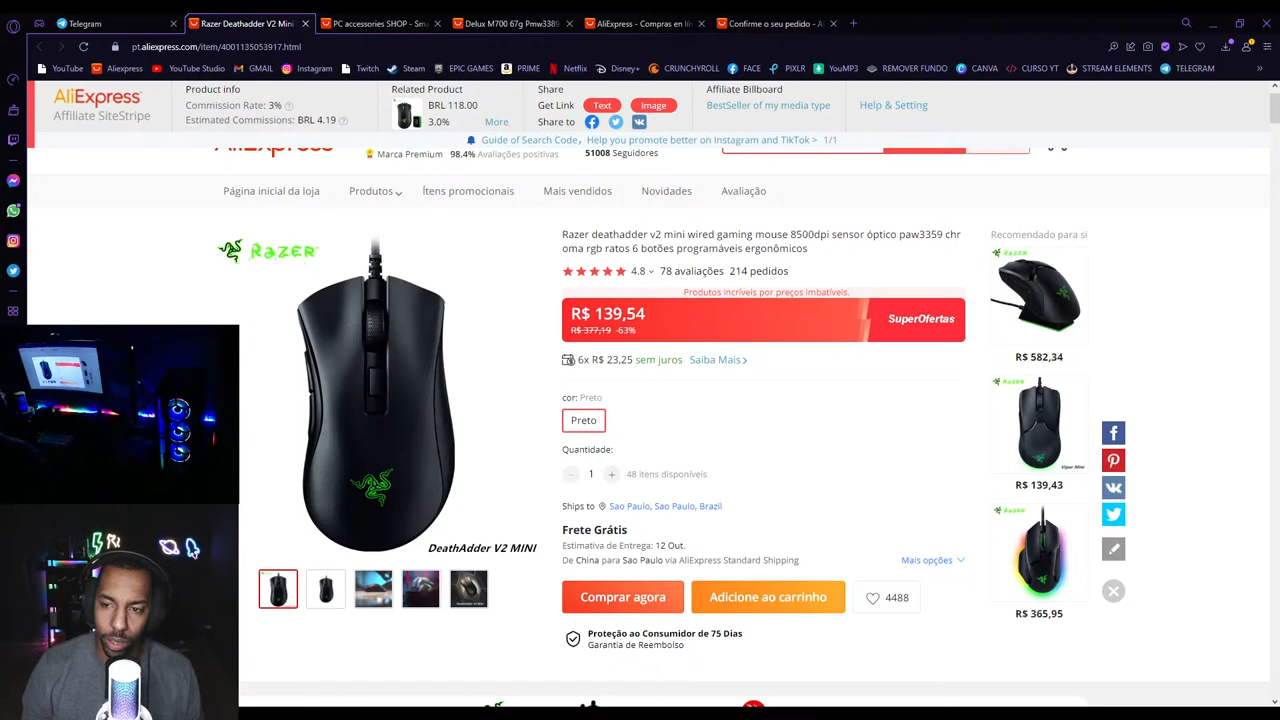 Telegram
Razer Deathadder V2 Mini
PC accessories SHOP - Sma
Delux M700 67g Pmw3389
AliExpress - Compras en lín
Confirme o seu pedido - AL
pt.aliexpress.com/item/4001135053917.html
YouTube
Aliexpress
YouTube Studio
GMAIL
Instagram
Twitch
Steam
EPIC GAMES
PRIME
Netflix
Disney+
CRUNCHYROLL
FACE
PIXLR
YouMP3
REMOVER FUNDO
CANVA
CURSO YT
STREAM ELEMENTS
TELEGRAM
AliExpress
Affiliate SiteStripe
Product info
Commission Rate: 3%
Estimated Commissions: BRL 4.19
Related Product
BRL 118.00
3.0%
More
Share
Get Link
Text
Image
Share to
Affiliate Billboard
BestSeller of my media type
Help & Setting
Guide of Search Code，Help you promote better on Instagram and TikTok > 1/1
Marca Premium
98.4% Avaliações positivas
51008 Seguidores
Página inicial da loja
Produtos
Ítens promocionais
Mais vendidos
Novidades
Avaliação
RAZER
DeathAdder V2 MINI
Razer deathadder v2 mini wired gaming mouse 8500dpi sensor óptico paw3359 chr
oma rgb ratos 6 botões programáveis ergonômicos
4.8
78 avaliações
214 pedidos
Produtos incríveis por preços imbatíveis.
R$ 139,54
R$ 377,19 -63%
SuperOfertas
6x R$ 23,25 sem juros
Saiba Mais
cor: Preto
Preto
Quantidade:
− 1 +
48 itens disponíveis
Ships to
Sao Paulo, Sao Paulo, Brazil
Frete Grátis
Estimativa de Entrega: 12 Out.
De China para Sao Paulo via AliExpress Standard Shipping
Mais opções
Comprar agora
Adicione ao carrinho
4488
Proteção ao Consumidor de 75 Dias
Garantia de Reembolso
Recomendado para si
RAZER
R$ 582,34
RAZER
Viper Mini
R$ 139,43
RAZER
R$ 365,95